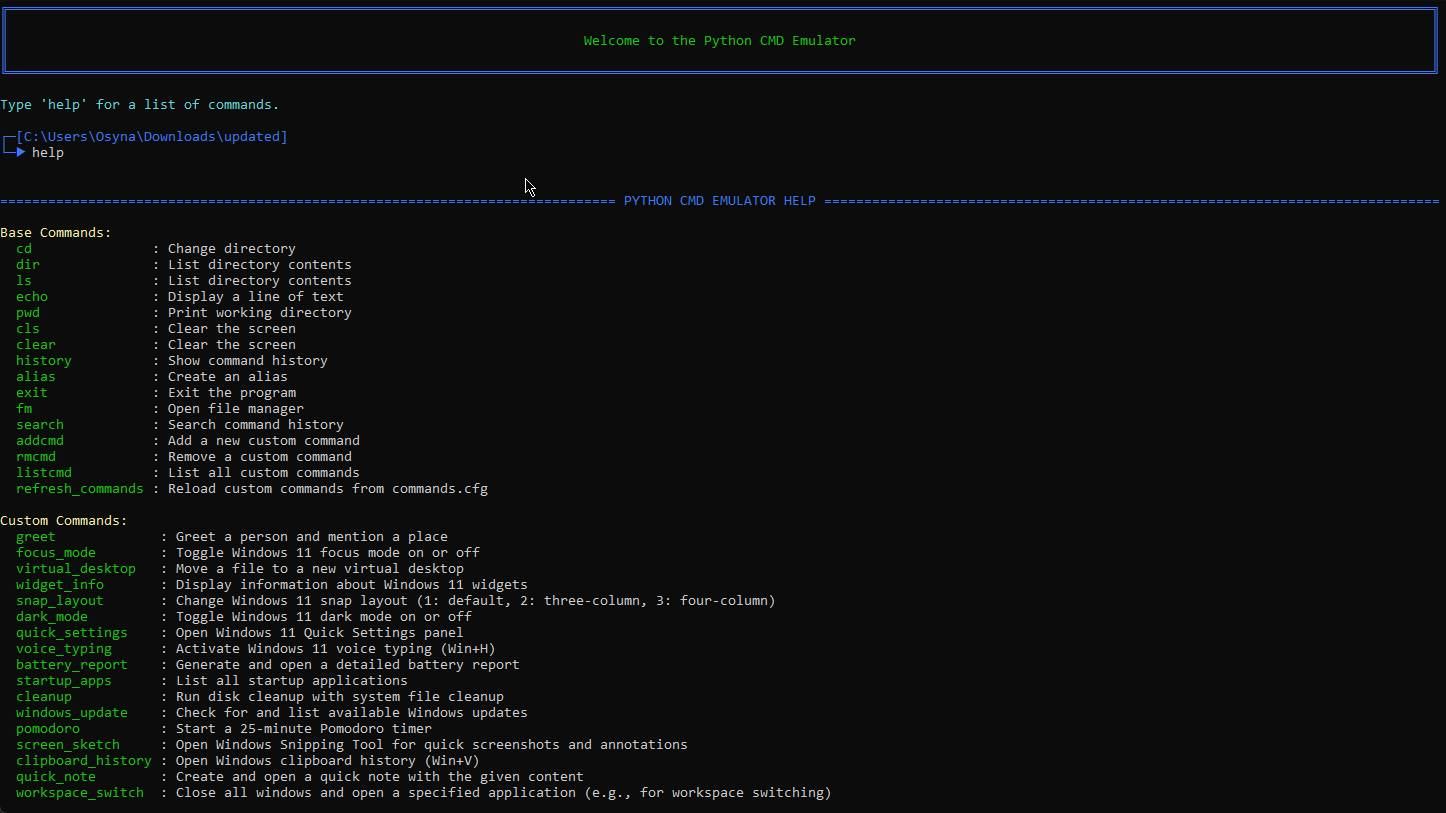 Welcome to the Python CMD Emulator
Type 'help' for a list of commands.
[C:\Users\Osyna\Downloads\updated]
help
============================================================================= PYTHON CMD EMULATOR HELP =============================================================================
Base Commands:
cd : Change directory
dir : List directory contents
ls : List directory contents
echo : Display a line of text
pwd : Print working directory
cls : Clear the screen
clear : Clear the screen
history : Show command history
alias : Create an alias
exit : Exit the program
fm : Open file manager
search : Search command history
addcmd : Add a new custom command
rmcmd : Remove a custom command
listcmd : List all custom commands
refresh_commands : Reload custom commands from commands.cfg
Custom Commands:
greet : Greet a person and mention a place
focus_mode : Toggle Windows 11 focus mode on or off
virtual_desktop : Move a file to a new virtual desktop
widget_info : Display information about Windows 11 widgets
snap_layout : Change Windows 11 snap layout (1: default, 2: three-column, 3: four-column)
dark_mode : Toggle Windows 11 dark mode on or off
quick_settings : Open Windows 11 Quick Settings panel
voice_typing : Activate Windows 11 voice typing (Win+H)
battery_report : Generate and open a detailed battery report
startup_apps : List all startup applications
cleanup : Run disk cleanup with system file cleanup
windows_update : Check for and list available Windows updates
pomodoro : Start a 25-minute Pomodoro timer
screen_sketch : Open Windows Snipping Tool for quick screenshots and annotations
clipboard_history : Open Windows clipboard history (Win+V)
quick_note : Create and open a quick note with the given content
workspace_switch : Close all windows and open a specified application (e.g., for workspace switching)